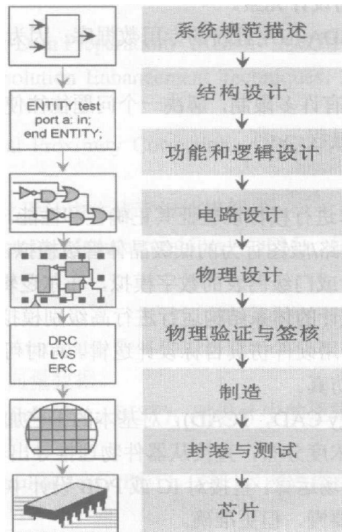 系统规范描述
结构设计
ENTITY test
port a: in;
end ENTITY;
功能和逻辑设计
电路设计
物理设计
物理验证与签核
DRC
LVS
ERC
制造
封装与测试
芯片